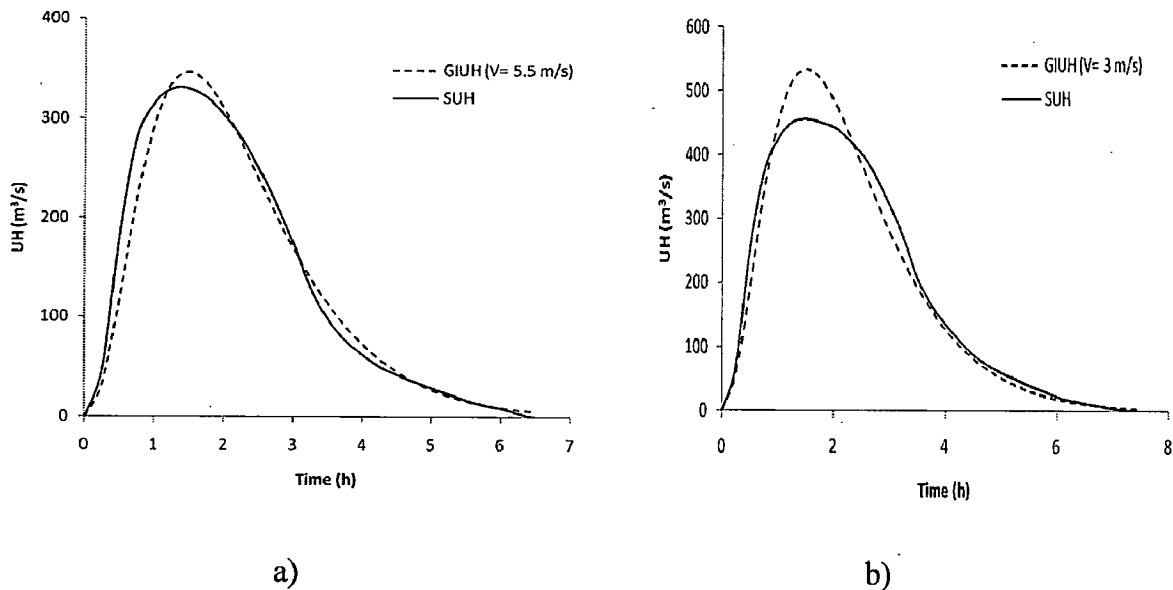 400
300
200
100
0
UH (m³/s)
0 1 2 3 4 5 6 7
Time (h)
GIUH (V= 5.5 m/s)
SUH
a)
600
500
400
300
200
100
0
UH (m³/s)
0 2 4 6 8
Time (h)
GIUH (V= 3 m/s)
SUH
b)